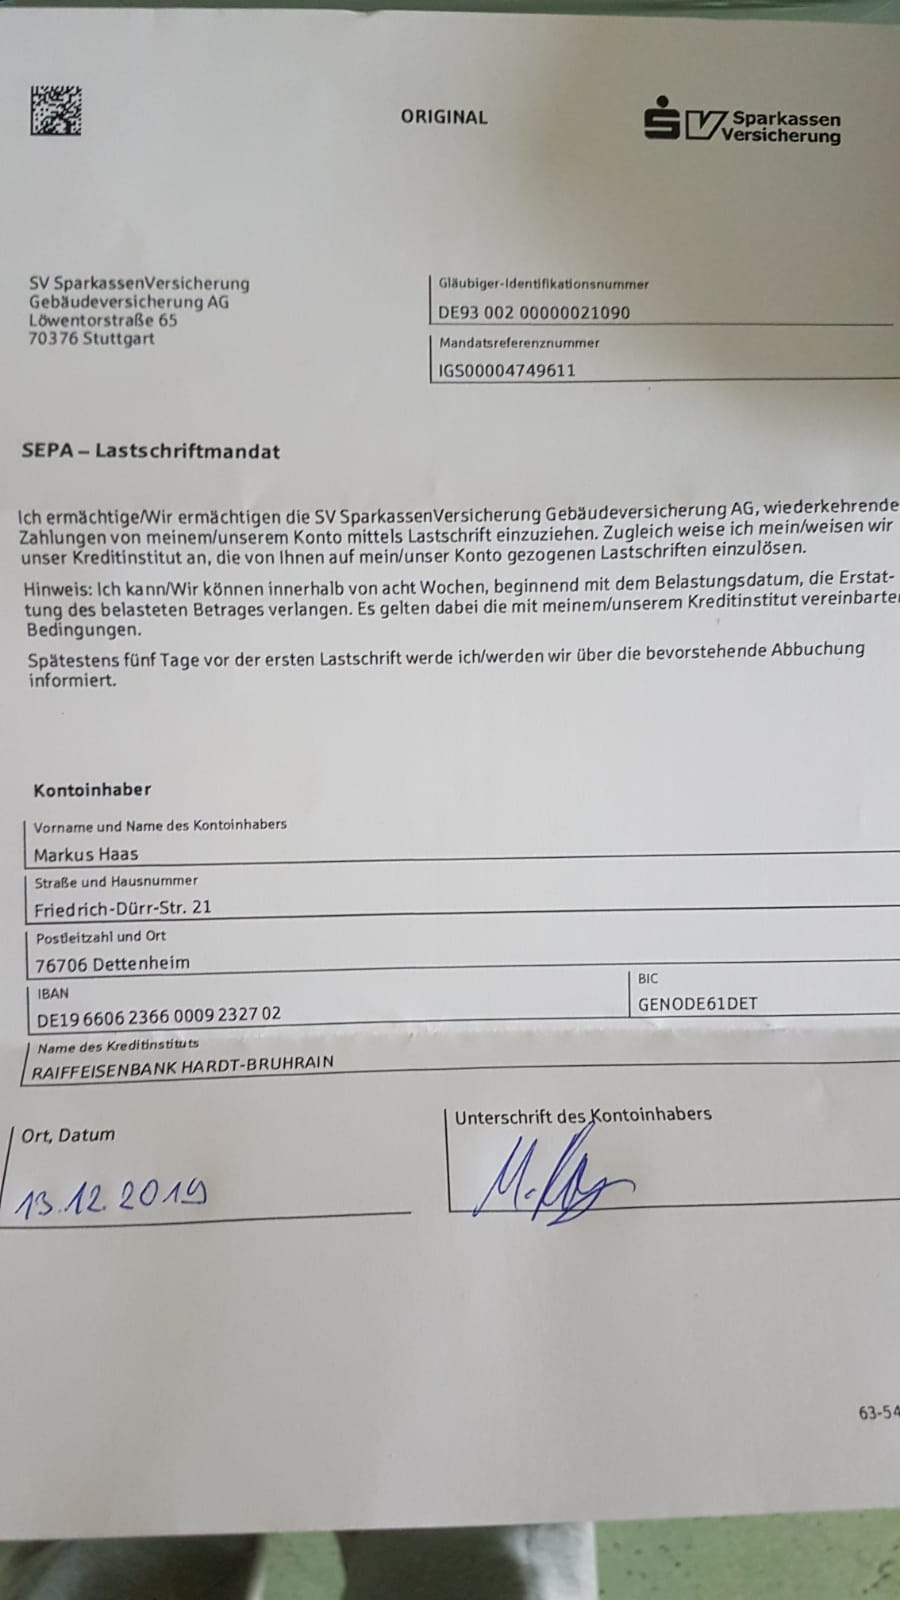 ORIGINAL
Sparkassen
Versicherung
SV SparkassenVersicherung
Gebäudeversicherung AG
Löwentorstraße 65
70376 Stuttgart
Gläubiger-Identifikationsnummer
DE93 002 00000021090
Mandatsreferenznummer
IGS00004749611
SEPA – Lastschriftmandat
Ich ermächtige/Wir ermächtigen die SV SparkassenVersicherung Gebäudeversicherung AG, wiederkehrende
Zahlungen von meinem/unserem Konto mittels Lastschrift einzuziehen. Zugleich weise ich mein/weisen wir
unser Kreditinstitut an, die von Ihnen auf mein/unser Konto gezogenen Lastschriften einzulösen.
Hinweis: Ich kann/Wir können innerhalb von acht Wochen, beginnend mit dem Belastungsdatum, die Erstat-
tung des belasteten Betrages verlangen. Es gelten dabei die mit meinem/unserem Kreditinstitut vereinbarten
Bedingungen.
Spätestens fünf Tage vor der ersten Lastschrift werde ich/werden wir über die bevorstehende Abbuchung
informiert.
Kontoinhaber
Vorname und Name des Kontoinhabers
Markus Haas
Straße und Hausnummer
Friedrich-Dürr-Str. 21
Postleitzahl und Ort
76706 Dettenheim
IBAN
DE19 6606 2366 0009 2327 02
BIC
GENODE61DET
Name des Kreditinstituts
RAIFFEISENBANK HARDT-BRUHRAIN
Ort, Datum
13.12.2019
Unterschrift des Kontoinhabers
63-54